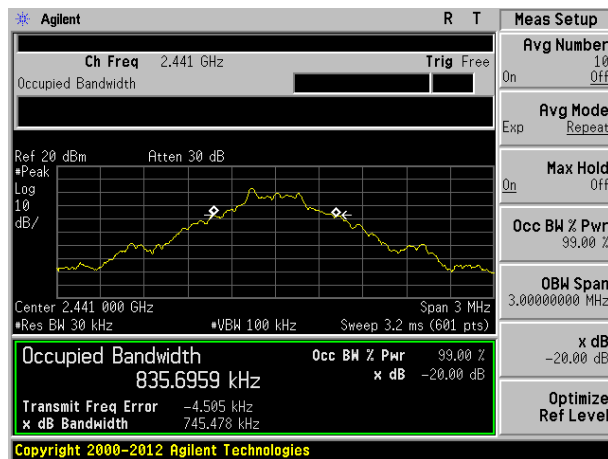 Agilent R T Meas Setup
Ch Freq 2.441 GHz Trig Free
Occupied Bandwidth
Avg Number
10
On Off
Avg Mode
Exp Repeat
Max Hold
On Off
Occ BW % Pwr
99.00 %
OBW Span
3.00000000 MHz
x dB
-20.00 dB
Optimize
Ref Level
Ref 20 dBm Atten 30 dB
#Peak
Log
10
dB/
Center 2.441 000 GHz Span 3 MHz
#Res BW 30 kHz #VBW 100 kHz Sweep 3.2 ms (601 pts)
Occupied Bandwidth Occ BW % Pwr 99.00 %
835.6959 kHz x dB -20.00 dB
Transmit Freq Error -4.505 kHz
x dB Bandwidth 745.478 kHz
Copyright 2000-2012 Agilent Technologies